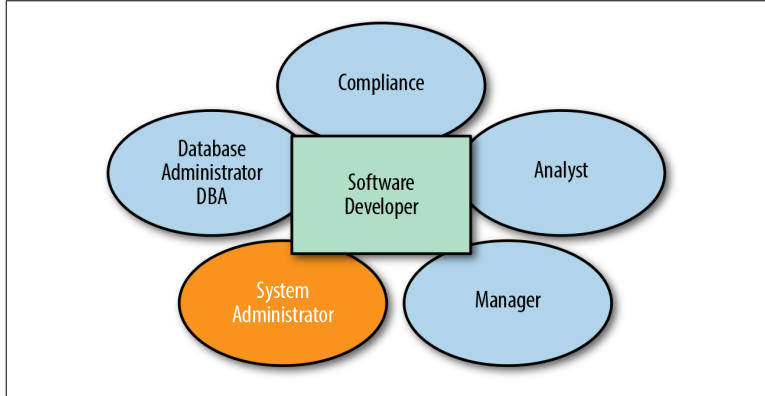 Compliance
Database
Administrator
DBA
Software
Developer
Analyst
System
Administrator
Manager